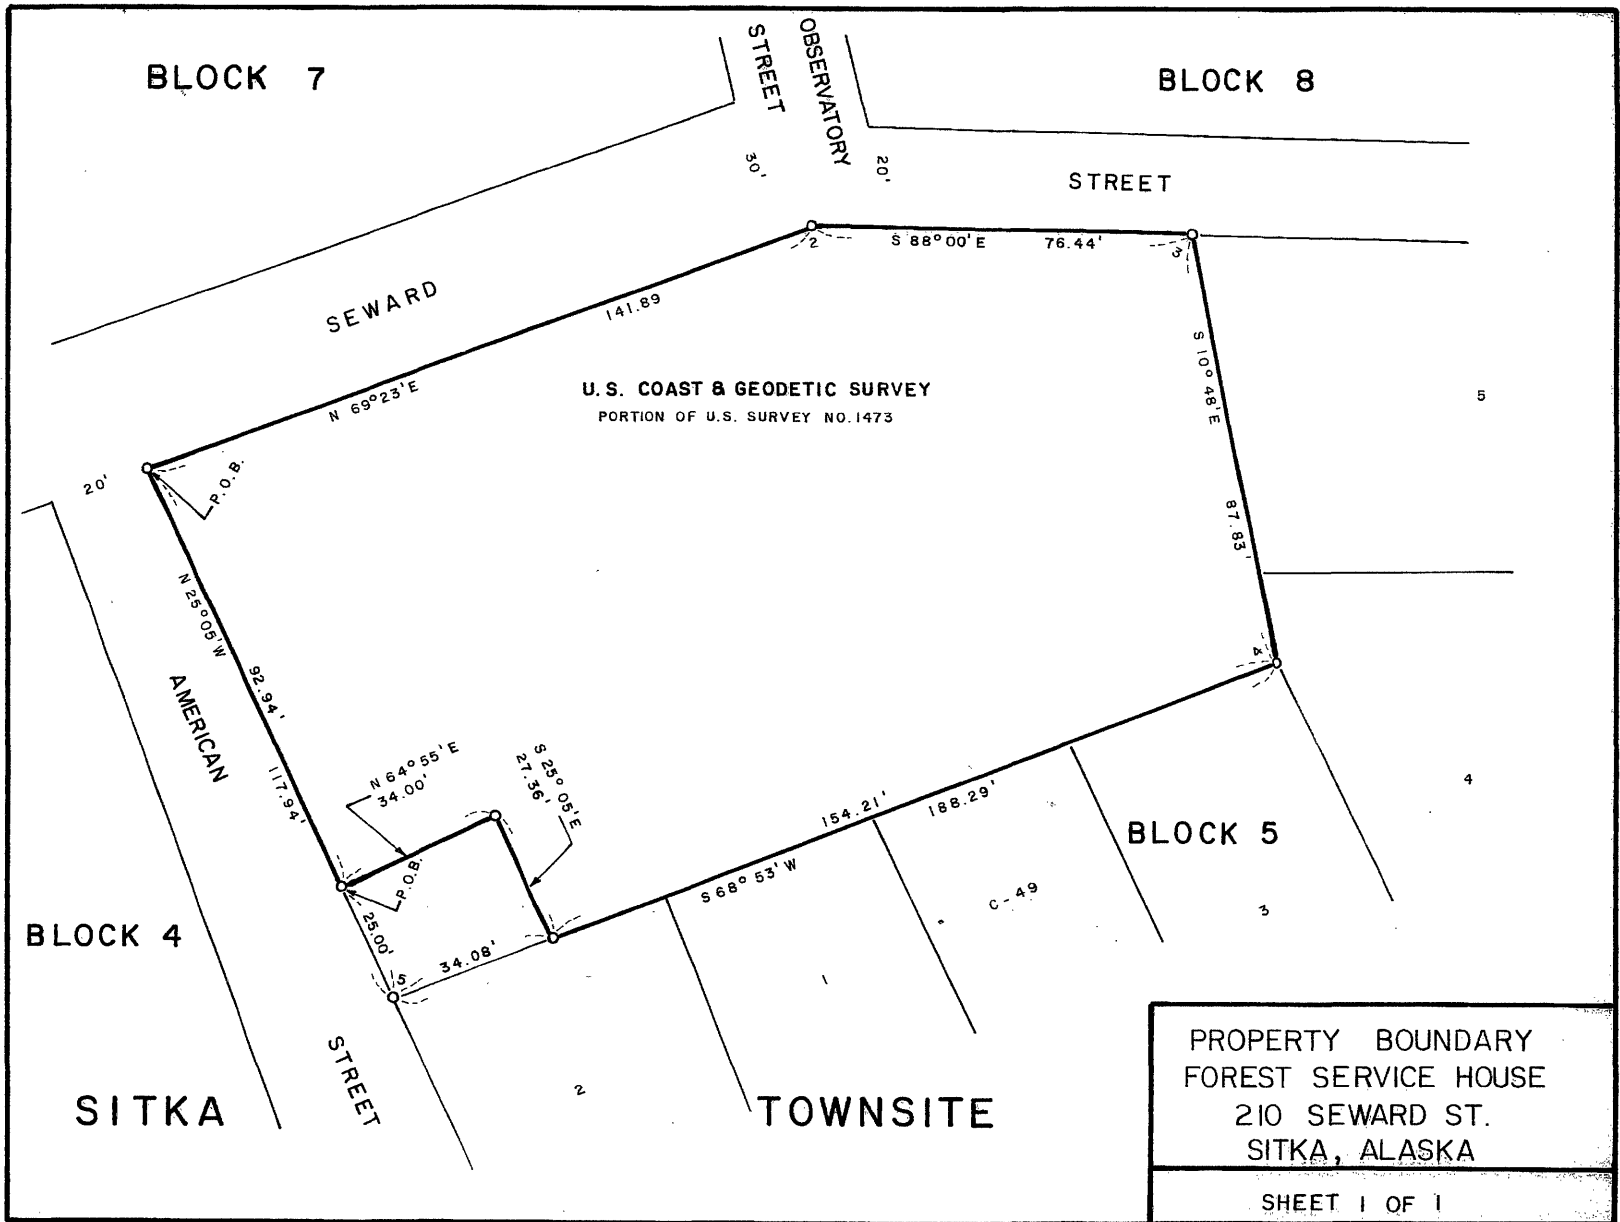 BLOCK 7
STREET
OBSERVATORY
BLOCK 8
30'
20'
STREET
2
S 88°00'E 76.44'
3
SEWARD
141.89
N 69°23'E
U.S. COAST & GEODETIC SURVEY
PORTION OF U.S. SURVEY NO. 1473
S 10°48'E
87.83'
5
20'
P.O.B.
N 25°05'W
92.94'
117.94'
AMERICAN
4
N 64°55'E
34.00'
S 25°05'E
27.36'
154.21'
188.29'
4
BLOCK 5
S 68°53'W
P.O.B.
C-49
3
BLOCK 4
25.00'
34.08'
5
1
STREET
2
SITKA
TOWNSITE
PROPERTY BOUNDARY
FOREST SERVICE HOUSE
210 SEWARD ST.
SITKA, ALASKA
SHEET 1 OF 1